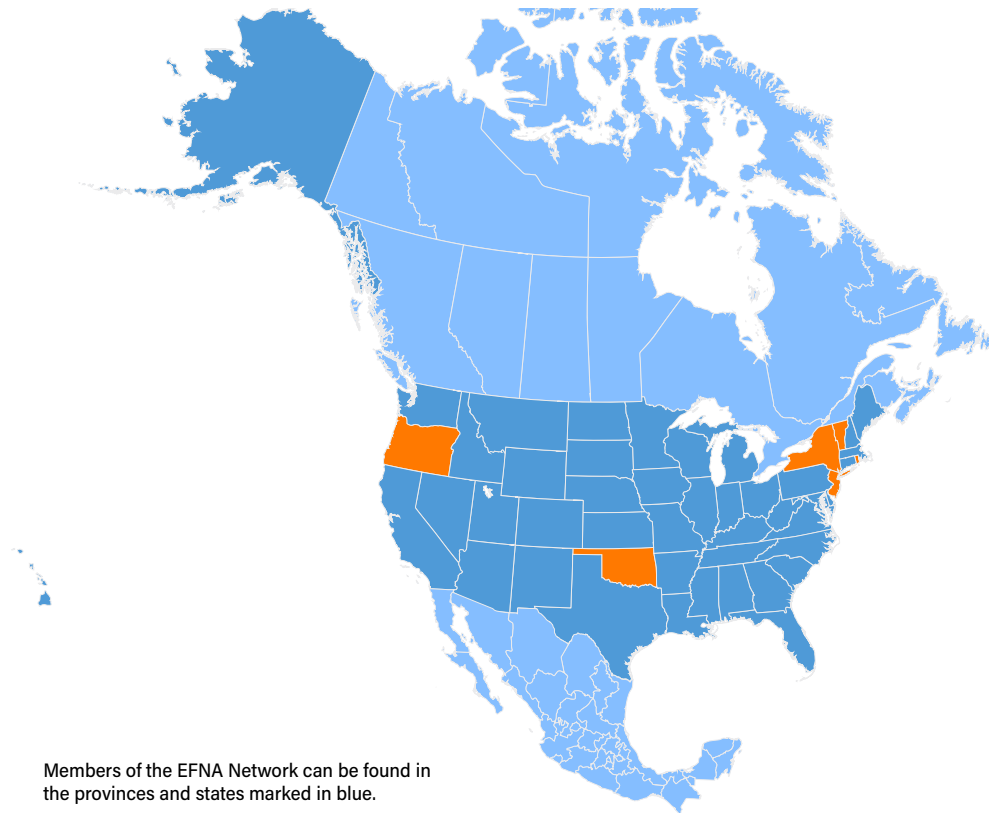 Members of the EFNA Network can be found in
the provinces and states marked in blue.